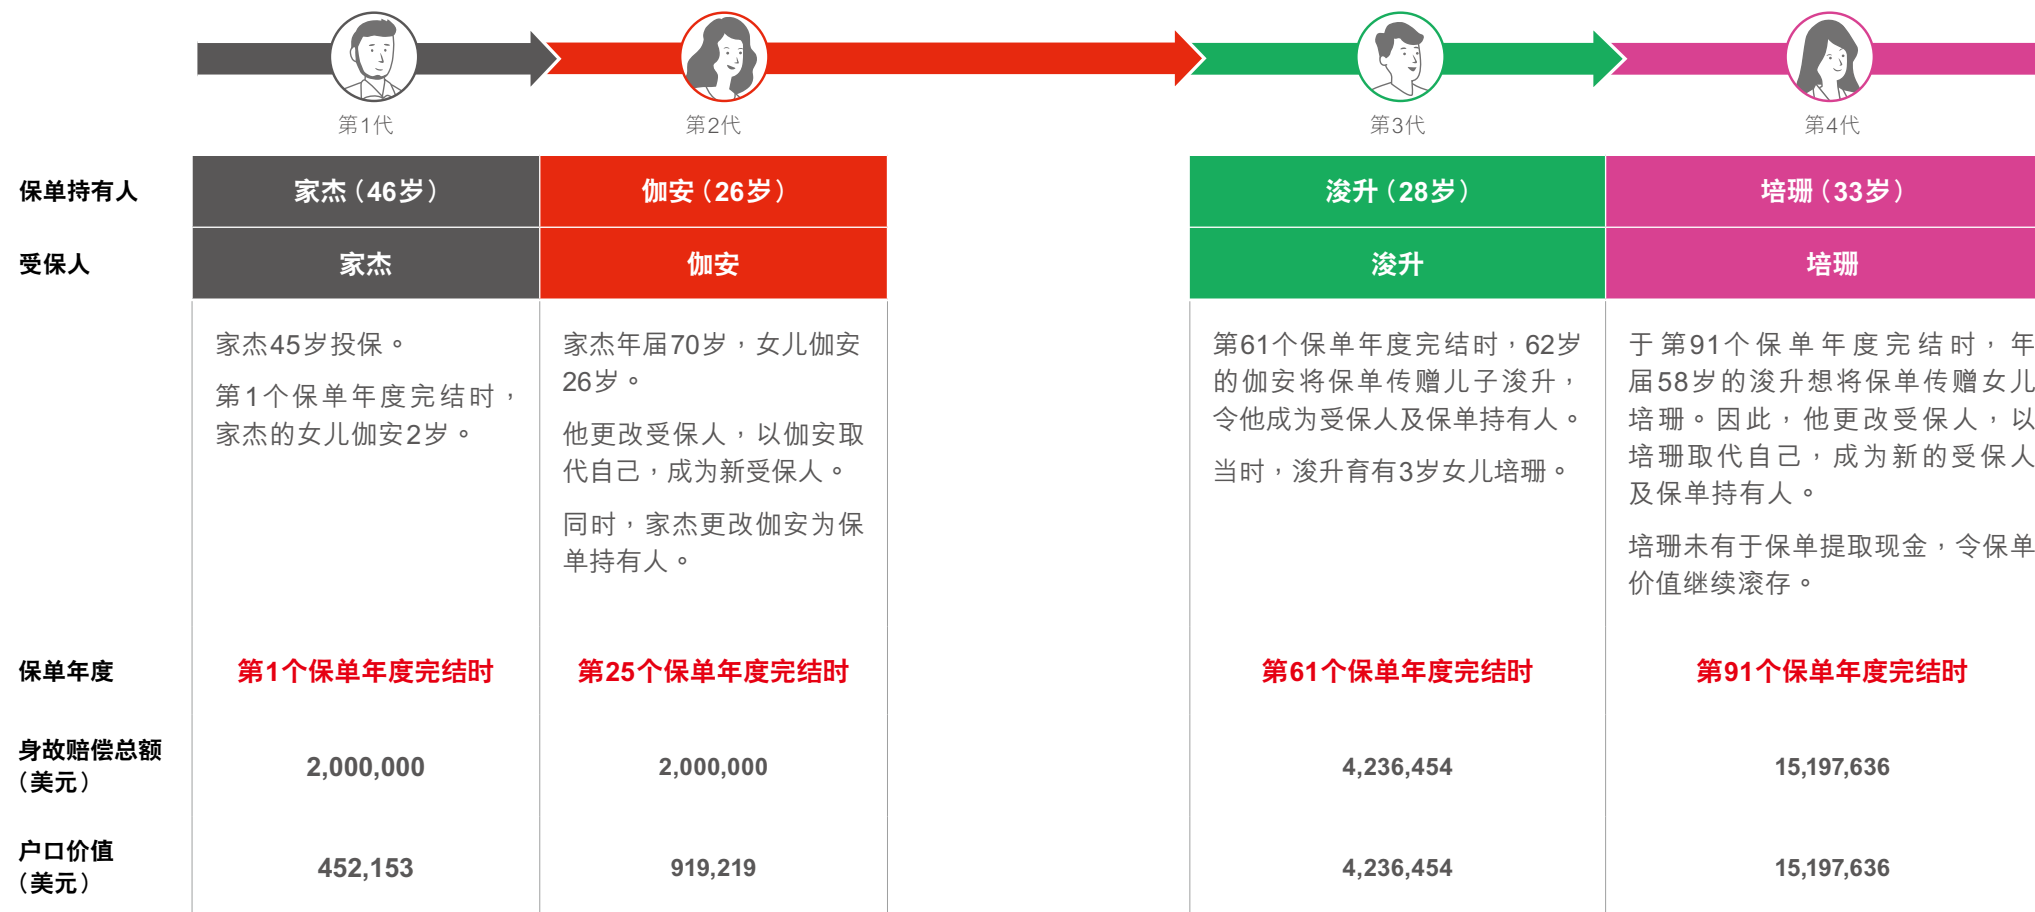 第1代
第2代
第3代
第4代
保单持有人
家杰（46岁）
伽安（26岁）
浚升（28岁）
培珊（33岁）
受保人
家杰
伽安
浚升
培珊
家杰45岁投保。
第1个保单年度完结时，
家杰的女儿伽安2岁。
家杰年届70岁，女儿伽安
26岁。
他更改受保人，以伽安取
代自己，成为新受保人。
同时，家杰更改伽安为保
单持有人。
第61个保单年度完结时，62岁
的伽安将保单传赠儿子浚升，
令他成为受保人及保单持有人。
当时，浚升育有3岁女儿培珊。
于第91个保单年度完结时，年
届58岁的浚升想将保单传赠女儿
培珊。因此，他更改受保人，以
培珊取代自己，成为新的受保人
及保单持有人。
培珊未有于保单提取现金，令保单
价值继续滚存。
保单年度
第1个保单年度完结时
第25个保单年度完结时
第61个保单年度完结时
第91个保单年度完结时
身故赔偿总额
（美元）
2,000,000
2,000,000
4,236,454
15,197,636
户口价值
（美元）
452,153
919,219
4,236,454
15,197,636